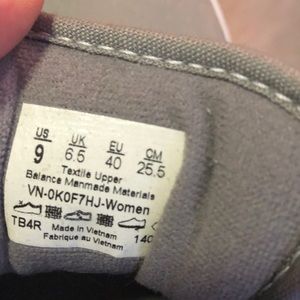 US UK EU CM
9 6.5 40 25.5
Textile Upper
Balance Manmade Materials
VN-0K0F7HJ-Women
TB4R Made in Vietnam
Fabrique au Vietnam